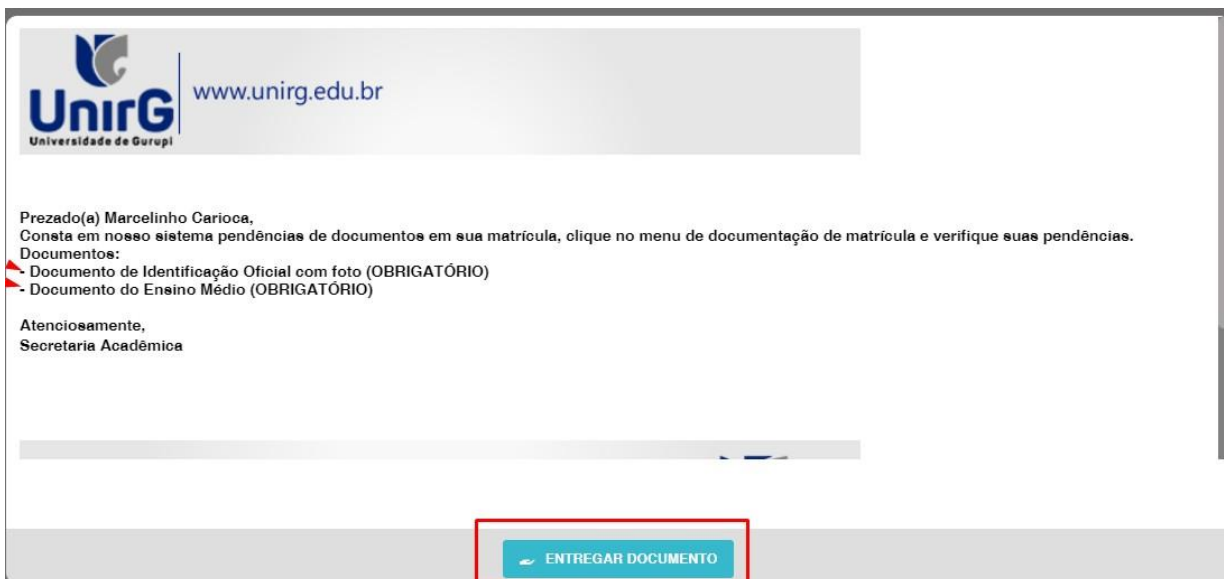 UnirG
Universidade de Gurupi
www.unirg.edu.br
Prezado(a) Marcelinho Carioca,
Consta em nosso sistema pendências de documentos em sua matrícula, clique no menu de documentação de matrícula e verifique suas pendências.
Documentos:
- Documento de Identificação Oficial com foto (OBRIGATÓRIO)
- Documento do Ensino Médio (OBRIGATÓRIO)
Atenciosamente,
Secretaria Acadêmica
ENTREGAR DOCUMENTO